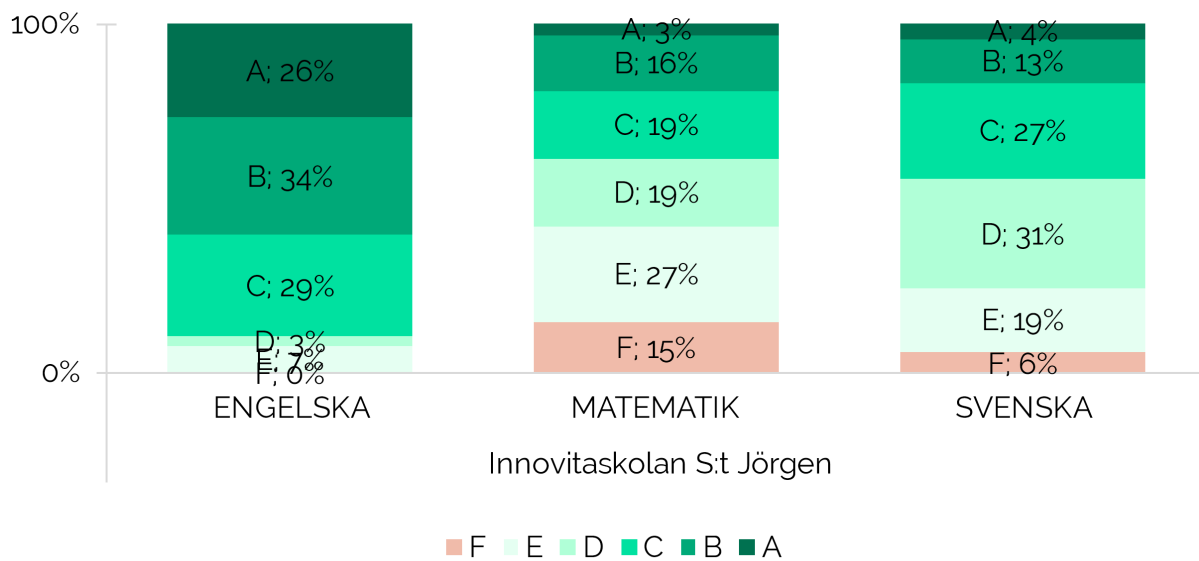 100%
A; 26%
B; 34%
C; 29%
D; 3%
E; 7%
F; 0%
A; 3%
B; 16%
C; 19%
D; 19%
E; 27%
F; 15%
A; 4%
B; 13%
C; 27%
D; 31%
E; 19%
F; 6%
0%
ENGELSKA
MATEMATIK
SVENSKA
Innovitaskolan S:t Jörgen
F E D C B A